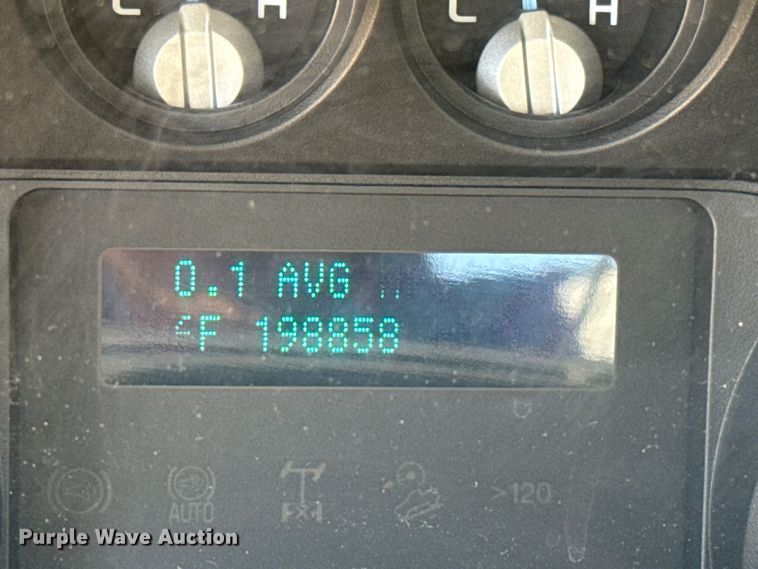 C H C H
0.1 AVG
°F 198858
AUTO >120
Purple Wave Auction